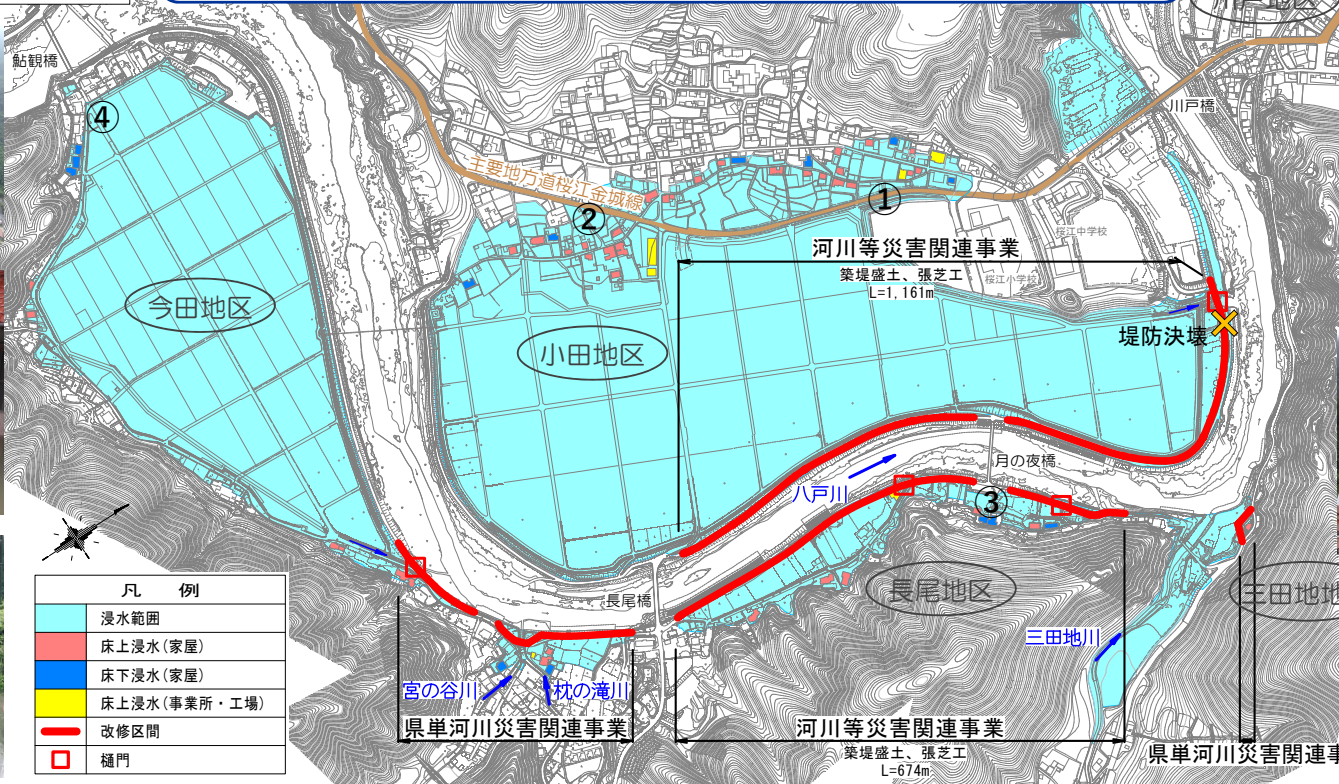 鮎観橋
④
川戸橋
主要地方道桜江金城線
①
②
河川等災害関連事業
築堤盛土、張芝工
L=1,161m
桜江中学校
桜江小学校
今田地区
小田地区
堤防決壊
月の夜橋
八戸川
③
長尾橋
長尾地区
三田地
三田地川
宮の谷川
枕の滝川
県単河川災害関連事業
河川等災害関連事業
築堤盛土、張芝工
L=674m
県単河川災害関連事
凡 例
浸水範囲
床上浸水(家屋)
床下浸水(家屋)
床上浸水(事業所・工場)
改修区間
樋門